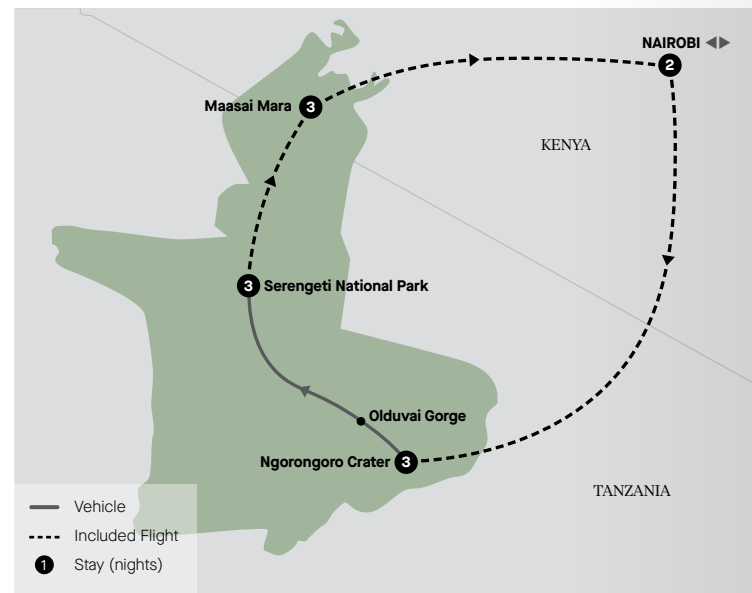 NAIROBI
2
Maasai Mara 3
KENYA
3 Serengeti National Park
Olduvai Gorge
Ngorongoro Crater 3
TANZANIA
Vehicle
Included Flight
1 Stay (nights)